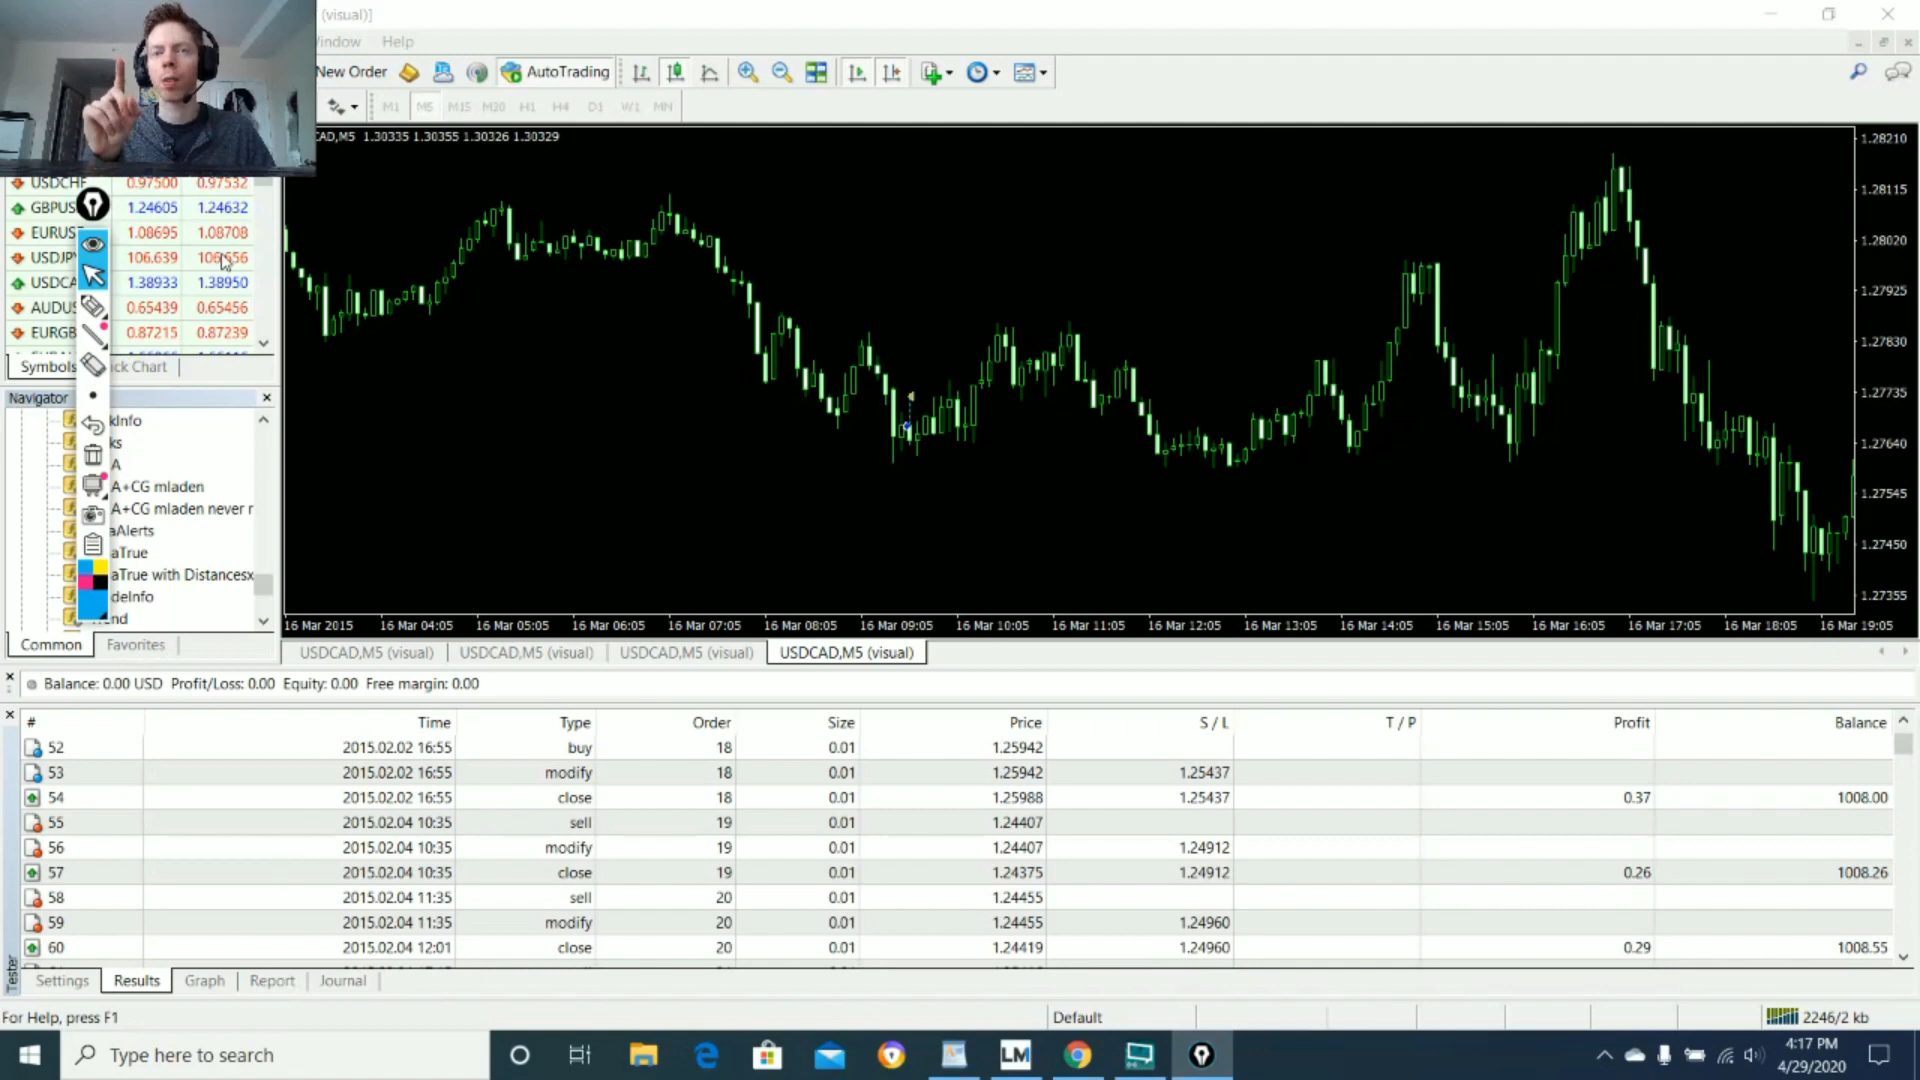 (visual)]
indow Help
New Order AutoTrading
M1 M5 M15 M30 H1 H4 D1 W1 MN
CAD,M5 1.30335 1.30355 1.30326 1.30329
USDCHF 0.97500 0.97532
GBPUS 1.24605 1.24632
EURUS 1.08695 1.08708
USDJP 106.639 106.656
USDCA 1.38933 1.38950
AUDUS 0.65439 0.65456
EURGB 0.87215 0.87239
Symbols ick Chart
Navigator
kInfo
ks
A
A+CG mladen
A+CG mladen never r
aAlerts
aTrue
aTrue with Distancesx
deInfo
end
Common Favorites
1.28210
1.28115
1.28020
1.27925
1.27830
1.27735
1.27640
1.27545
1.27450
1.27355
16 Mar 2015 16 Mar 04:05 16 Mar 05:05 16 Mar 06:05 16 Mar 07:05 16 Mar 08:05 16 Mar 09:05 16 Mar 10:05 16 Mar 11:05 16 Mar 12:05 16 Mar 13:05 16 Mar 14:05 16 Mar 15:05 16 Mar 16:05 16 Mar 17:05 16 Mar 18:05 16 Mar 19:05
USDCAD,M5 (visual) USDCAD,M5 (visual) USDCAD,M5 (visual) USDCAD,M5 (visual)
Balance: 0.00 USD Profit/Loss: 0.00 Equity: 0.00 Free margin: 0.00
# Time Type Order Size Price S / L T / P Profit Balance
52 2015.02.02 16:55 buy 18 0.01 1.25942
53 2015.02.02 16:55 modify 18 0.01 1.25942 1.25437
54 2015.02.02 16:55 close 18 0.01 1.25988 1.25437 0.37 1008.00
55 2015.02.04 10:35 sell 19 0.01 1.24407
56 2015.02.04 10:35 modify 19 0.01 1.24407 1.24912
57 2015.02.04 10:35 close 19 0.01 1.24375 1.24912 0.26 1008.26
58 2015.02.04 11:35 sell 20 0.01 1.24455
59 2015.02.04 11:35 modify 20 0.01 1.24455 1.24960
60 2015.02.04 12:01 close 20 0.01 1.24419 1.24960 0.29 1008.55
Tester
Settings Results Graph Report Journal
For Help, press F1 Default 2246/2 kb
Type here to search
LM
4:17 PM
4/29/2020